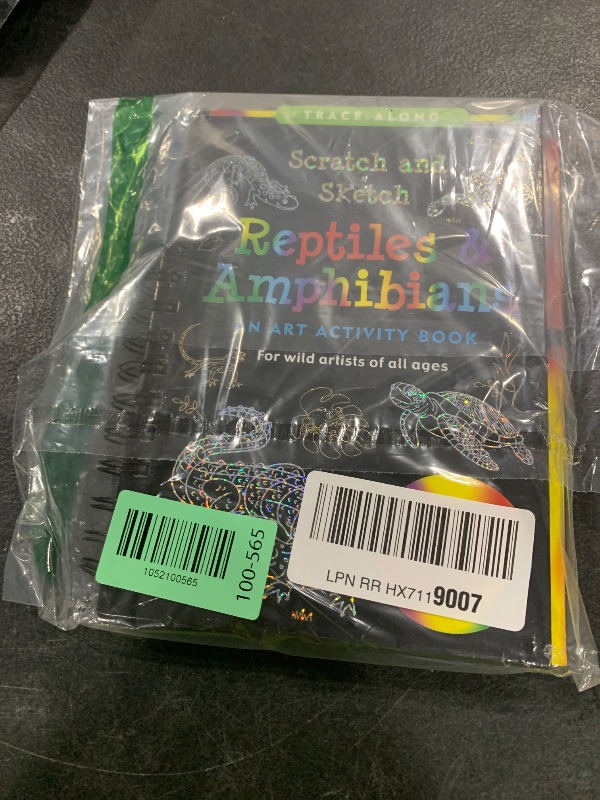 TRACE-ALONG
Scratch and
Sketch
Reptiles &
Amphibians
AN ART ACTIVITY BOOK
For wild artists of all ages
1052100565
100-565
LPN RR HX7119007